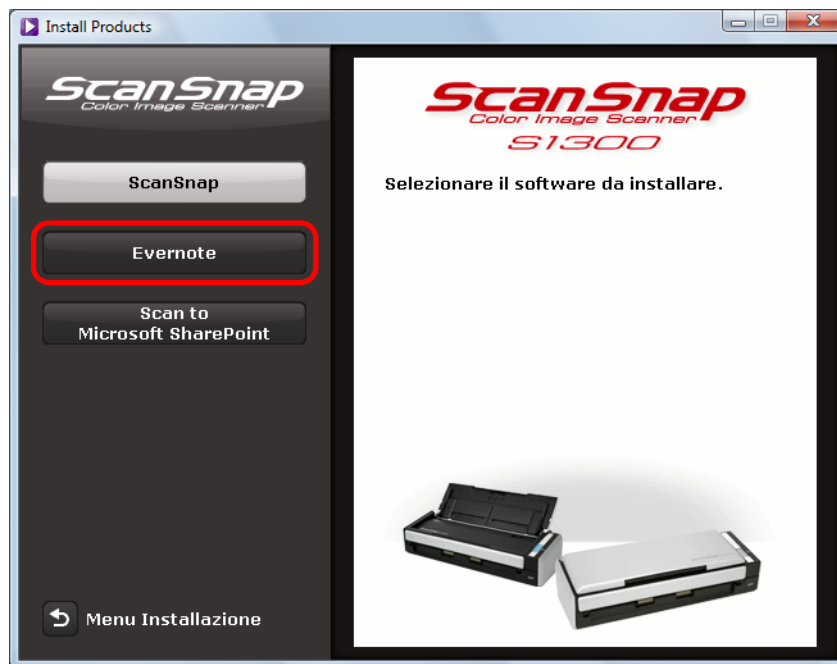 Install Products
ScanSnap
Color Image Scanner
ScanSnap
Evernote
Scan to
Microsoft SharePoint
Menu Installazione
ScanSnap
Color Image Scanner
S1300
Selezionare il software da installare.